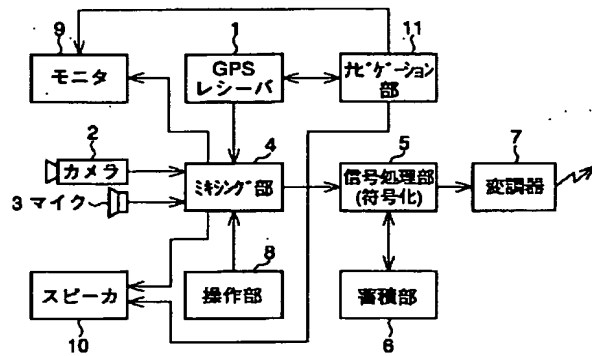 9
1
11
モニタ
GPS
レシーバ
ナビゲーション
部
2
カメラ
3 マイク
4
ミキシング部
5
信号処理部
(符号化)
7
変調器
8
スピーカ
操作部
蓄積部
10
6